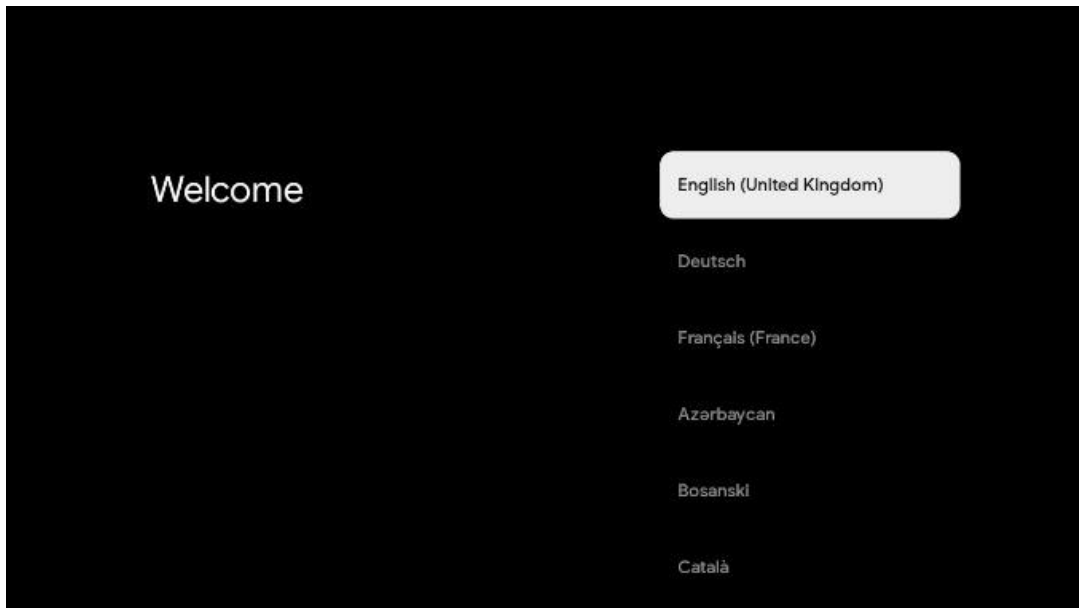 Welcome
English (United Kingdom)
Deutsch
Français (France)
Azərbaycan
Bosanski
Català